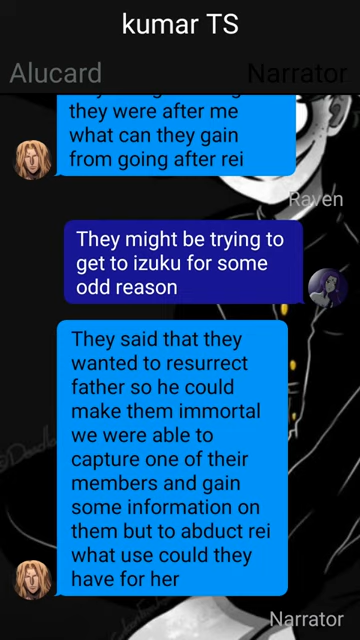 kumar TS
Alucard
Narrator
they were after me
what can they gain
from going after rei
Raven
They might be trying to
get to izuku for some
odd reason
They said that they
wanted to resurrect
father so he could
make them immortal
we were able to
capture one of their
members and gain
some information on
them but to abduct rei
what use could they
have for her
Narrator